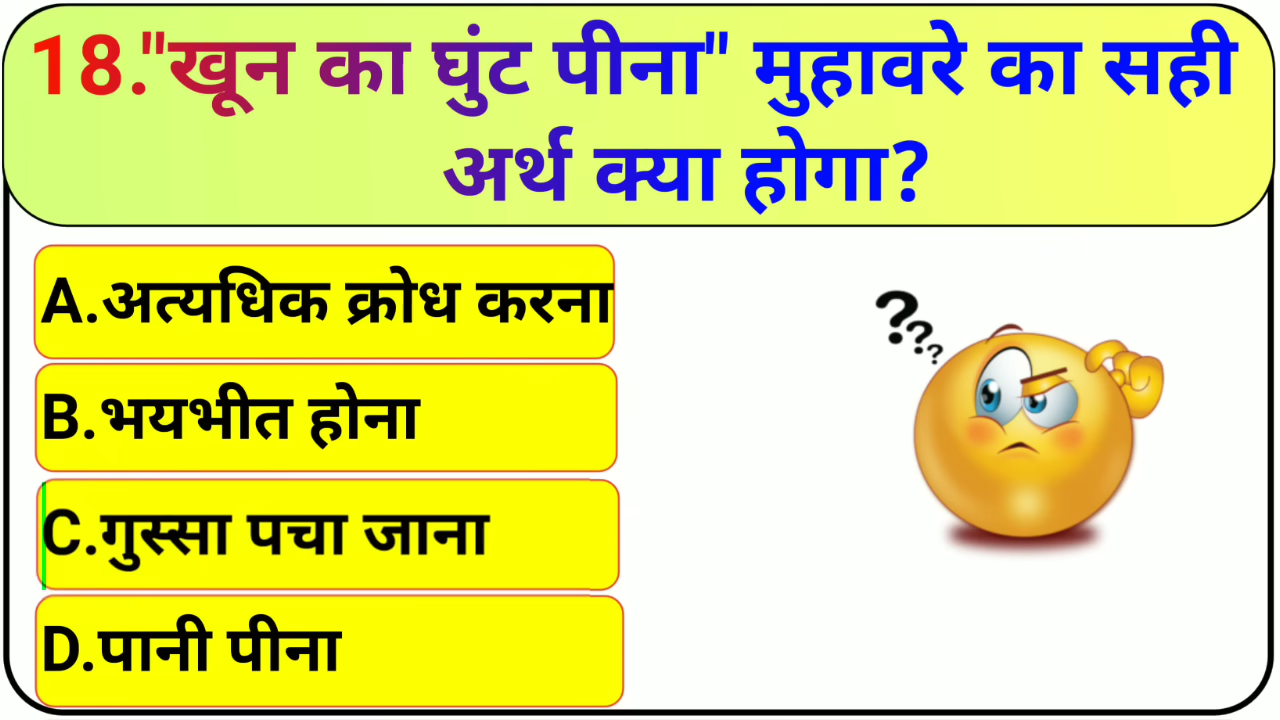 18."खून का घुंट पीना" मुहावरे का सही
अर्थ क्या होगा?
? ? ?
A.अत्यधिक क्रोध करना
B.भयभीत होना
C.गुस्सा पचा जाना
D.पानी पीना